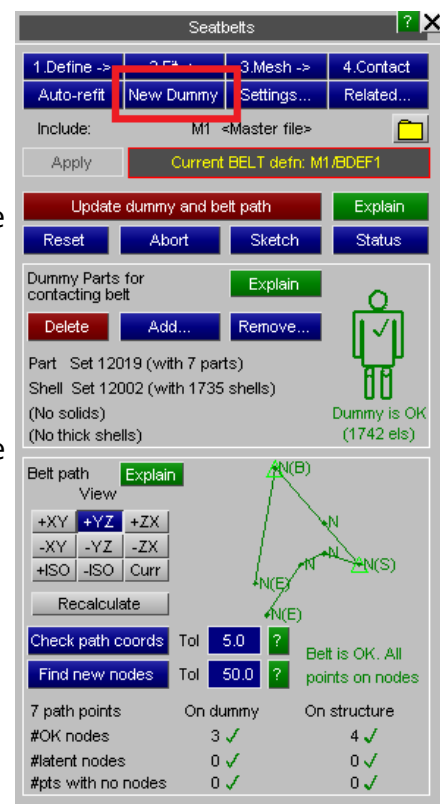 Seatbelts
?
X
1.Define ->
3.Mesh ->
4.Contact
Auto-refit
New Dummy
Settings...
Related...
Include:
M1 <Master file>
Apply
Current BELT defn: M1/BDEF1
e
Update dummy and belt path
Explain
Reset
Abort
Sketch
Status
Dummy Parts for
contacting belt
Explain
Delete
Add...
Remove...
Part Set 12019 (with 7 parts)
Shell Set 12002 (with 1735 shells)
(No solids)
(No thick shells)
Dummy is OK
(1742 els)
e
Belt path
Explain
View
+XY
+YZ
+ZX
-XY
-YZ
-ZX
+ISO
-ISO
Curr
Recalculate
N(B)
N
N
N
N(S)
N(E)
N(E)
Check path coords
Tol
5.0
?
Find new nodes
Tol
50.0
?
Belt is OK. All
points on nodes
7 path points
On dummy
On structure
#OK nodes
3 ✓
4 ✓
#latent nodes
0 ✓
0 ✓
#pts with no nodes
0 ✓
0 ✓